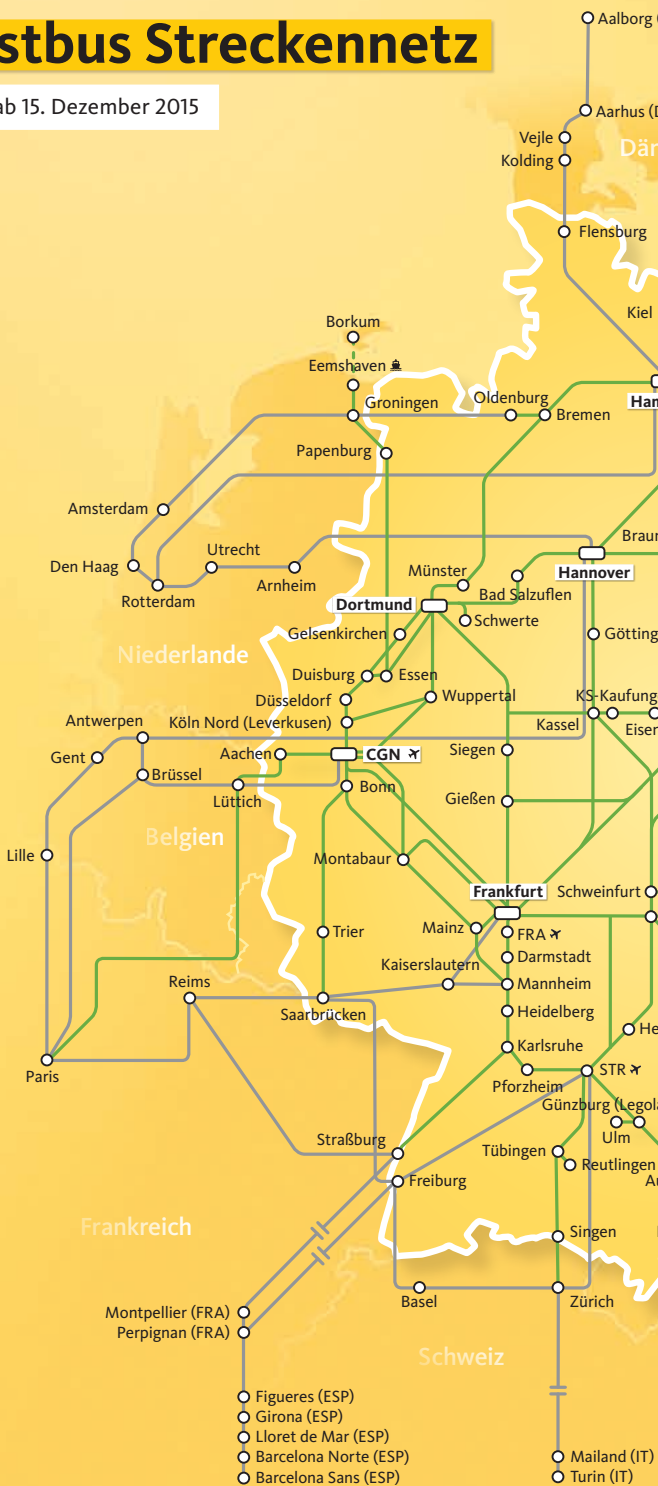 stbus Streckennetz
ab 15. Dezember 2015
Aalborg
Aarhus
Vejle
Kolding
Flensburg
Kiel
Borkum
Eemshaven
Groningen
Oldenburg
Bremen
Ham
Papenburg
Amsterdam
Den Haag
Utrecht
Rotterdam
Arnheim
Braun
Hannover
Münster
Bad Salzuflen
Dortmund
Schwerte
Gelsenkirchen
Götting
Niederlande
Duisburg
Essen
Düsseldorf
Wuppertal
KS-Kaufung
Antwerpen
Köln Nord (Leverkusen)
Kassel
Eisen
Gent
Aachen
CGN
Siegen
Brüssel
Lüttich
Bonn
Gießen
Belgien
Lille
Montabaur
Frankfurt
Schweinfurt
Trier
Mainz
FRA
Darmstadt
Kaiserslautern
Reims
Mannheim
Saarbrücken
Heidelberg
He
Karlsruhe
Paris
Pforzheim
STR
Günzburg (Legola
Ulm
Straßburg
Tübingen
Reutlingen
Au
Freiburg
Frankreich
Singen
Basel
Zürich
Montpellier (FRA)
Perpignan (FRA)
Schweiz
Figueres (ESP)
Girona (ESP)
Lloret de Mar (ESP)
Barcelona Norte (ESP)
Mailand (IT)
Barcelona Sans (ESP)
Turin (IT)